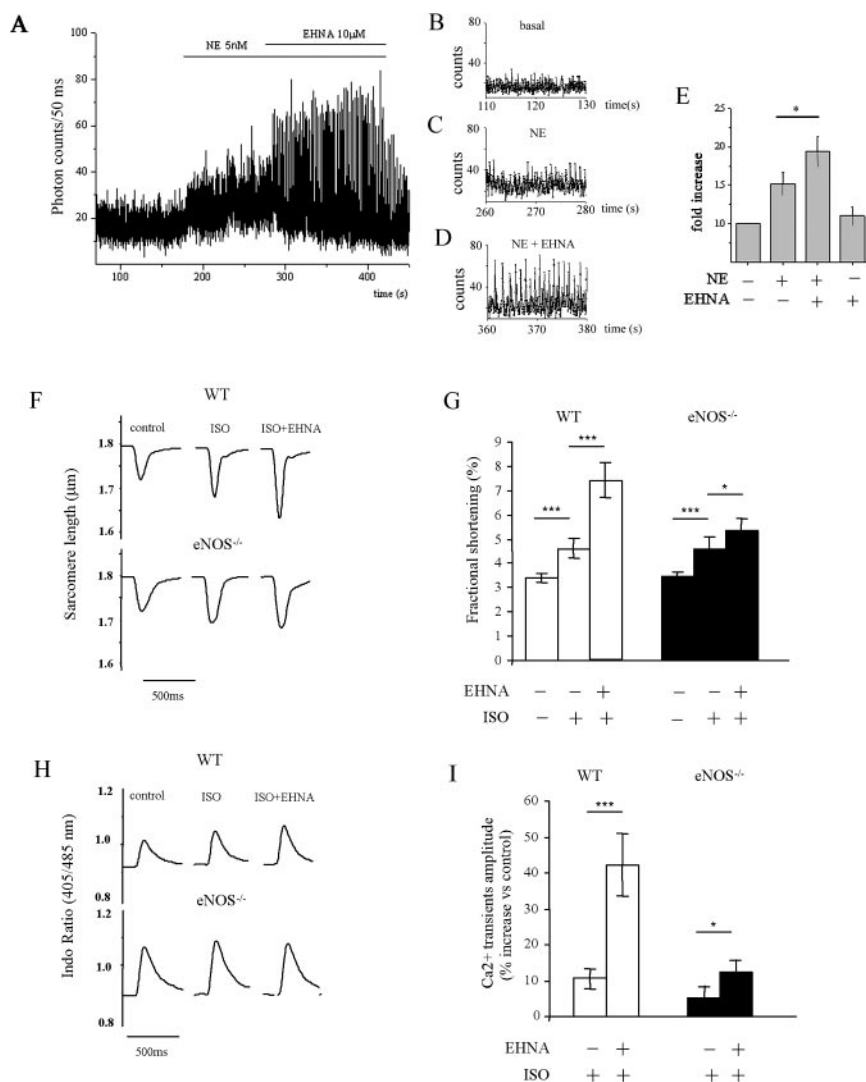 A
NE 5nM
EHNA 10μM
Photon counts/50 ms
100
80
60
40
20
100
200
300
400
time (s)
B
basal
counts
80
40
110
120
130
time(s)
C
NE
counts
80
40
260
270
280
time (s)
D
NE + EHNA
counts
80
40
360
370
380
time (s)
E
*
fold increase
25
20
15
10
5
NE − + + −
EHNA − − + +
F
WT
control
ISO
ISO+EHNA
1.8
1.6
eNOS-/-
1.8
1.6
Sarcomere length (μm)
500ms
G
WT
eNOS-/-
***
***
***
*
Fractional shortening (%)
9
8
7
6
5
4
3
2
1
0
EHNA − − + − − +
ISO − + + − + +
H
WT
control
ISO
ISO+EHNA
1.2
1.0
0.8
eNOS-/-
1.2
1.0
0.8
Indo Ratio (405/485 nm)
500ms
I
WT
eNOS-/-
***
*
Ca2+ transients amplitude
(% increase vs control)
60
50
40
30
20
10
0
EHNA − + − +
ISO + + + +